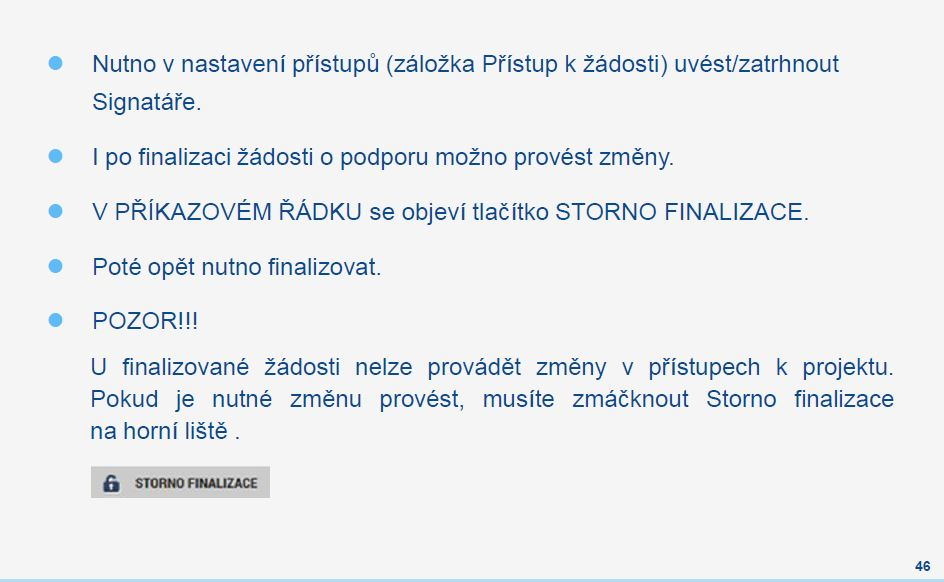 Nutno v nastavení přístupů (záložka Přístup k žádosti) uvést/zatrhnout
Signatáře.
I po finalizaci žádosti o podporu možno provést změny.
V PŘÍKAZOVÉM ŘÁDKU se objeví tlačítko STORNO FINALIZACE.
Poté opět nutno finalizovat.
POZOR!!!
U finalizované žádosti nelze provádět změny v přístupech k projektu.
Pokud je nutné změnu provést, musíte zmáčknout Storno finalizace
na horní liště .
STORNO FINALIZACE
46